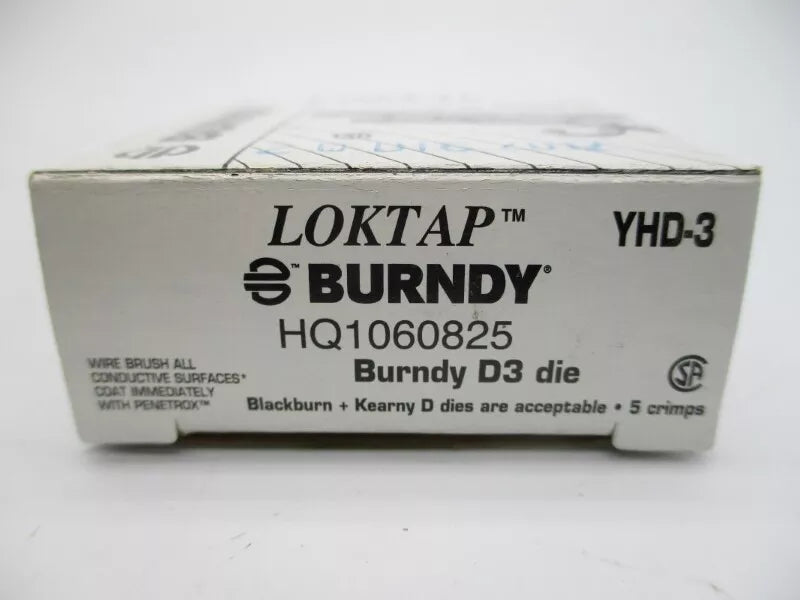 LOKTAP™
YHD-3
™ BURNDY®
HQ1060825
WIRE BRUSH ALL
CONDUCTIVE SURFACES*
COAT IMMEDIATELY
WITH PENETROX™
Burndy D3 die
Blackburn + Kearny D dies are acceptable • 5 crimps